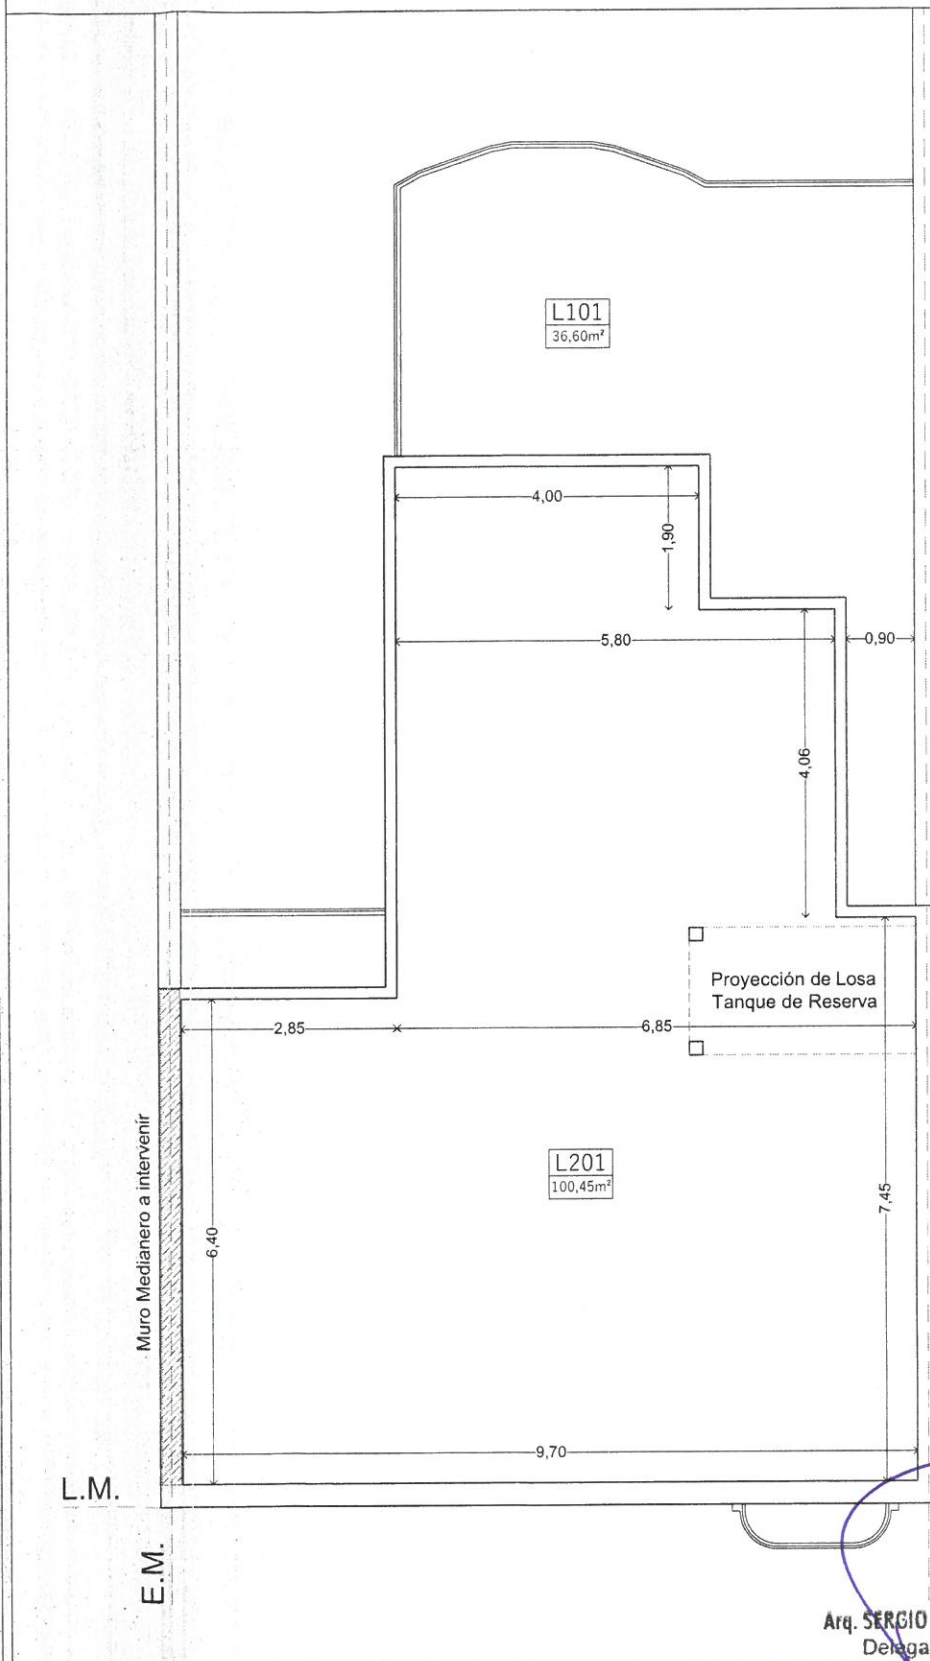 L101
36,60m²
4,00
1,90
5,80
0,90
4,06
Proyección de Losa
Tanque de Reserva
2,85
6,85
Muro Medianero a intervenir
L201
100,45m²
6,40
7,45
9,70
L.M.
E.M.
Arq. SERGIO
Delega